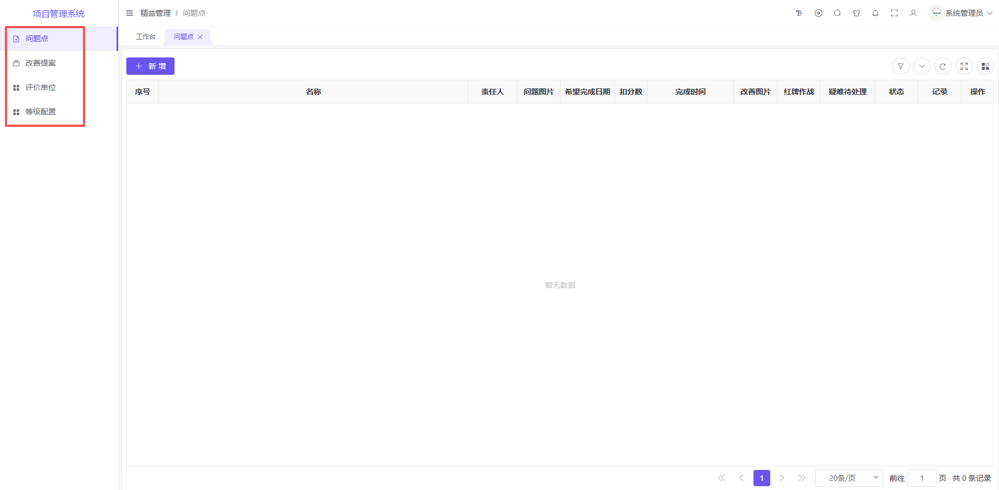 项目管理系统
精益管理 / 问题点
系统管理员
问题点
改善提案
评价单位
等级配置
工作台
问题点
新增
序号 名称 责任人 问题图片 希望完成日期 扣分数 完成时间 改善图片 红牌作战 疑难待处理 状态 记录 操作
暂无数据
1 20条/页 前往 1 页 共 0 条记录